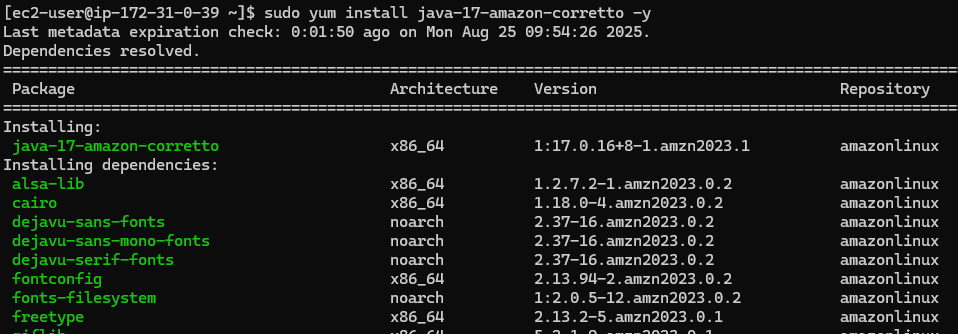 [ec2-user@ip-172-31-0-39 ~]$ sudo yum install java-17-amazon-corretto -y
Last metadata expiration check: 0:01:50 ago on Mon Aug 25 09:54:26 2025.
Dependencies resolved.
================================================================================
Package Architecture Version Repository
================================================================================
Installing:
java-17-amazon-corretto x86_64 1:17.0.16+8-1.amzn2023.1 amazonlinux
Installing dependencies:
alsa-lib x86_64 1.2.7.2-1.amzn2023.0.2 amazonlinux
cairo x86_64 1.18.0-4.amzn2023.0.2 amazonlinux
dejavu-sans-fonts noarch 2.37-16.amzn2023.0.2 amazonlinux
dejavu-sans-mono-fonts noarch 2.37-16.amzn2023.0.2 amazonlinux
dejavu-serif-fonts noarch 2.37-16.amzn2023.0.2 amazonlinux
fontconfig x86_64 2.13.94-2.amzn2023.0.2 amazonlinux
fonts-filesystem noarch 1:2.0.5-12.amzn2023.0.2 amazonlinux
freetype x86_64 2.13.2-5.amzn2023.0.1 amazonlinux